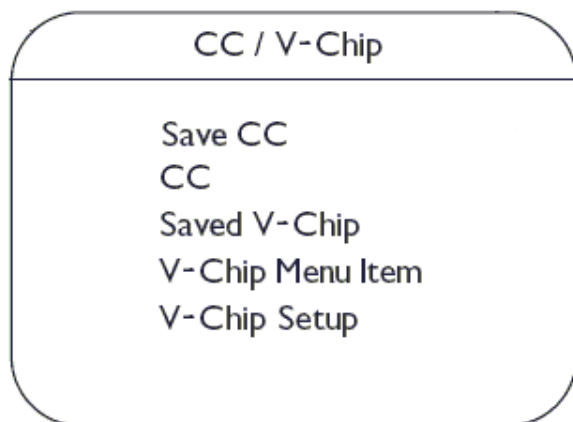 CC / V-Chip
Save CC
CC
Saved V-Chip
V-Chip Menu Item
V-Chip Setup